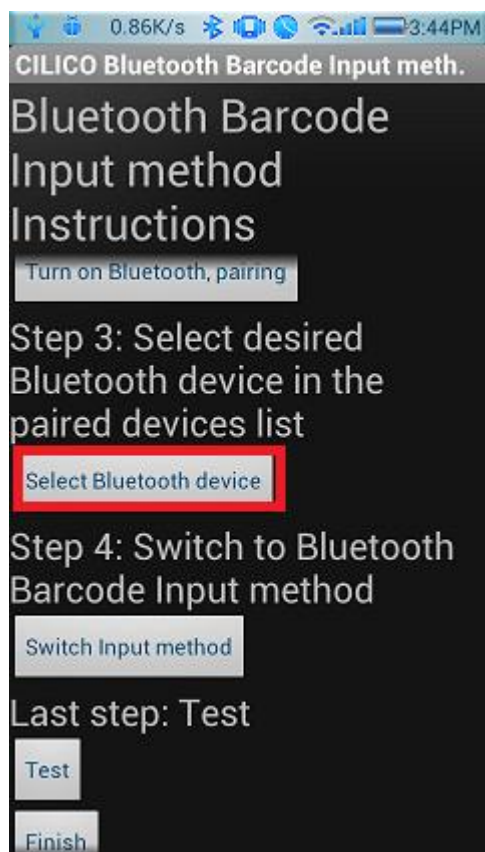 0.86K/s 3:44PM
CILICO Bluetooth Barcode Input meth.
Bluetooth Barcode
Input method
Instructions
Turn on Bluetooth, pairing
Step 3: Select desired
Bluetooth device in the
paired devices list
Select Bluetooth device
Step 4: Switch to Bluetooth
Barcode Input method
Switch Input method
Last step: Test
Test
Finish